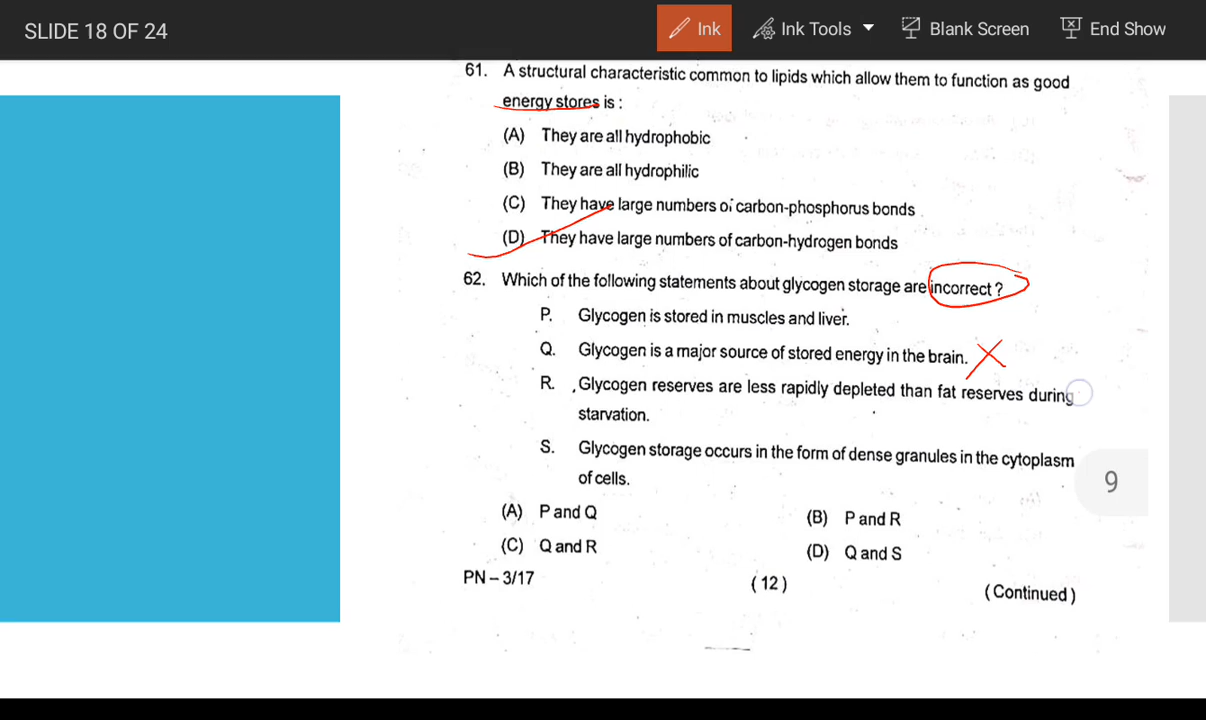 SLIDE 18 OF 24
Ink
Ink Tools
Blank Screen
End Show
61. A structural characteristic common to lipids which allow them to function as good
energy stores is :
(A) They are all hydrophobic
(B) They are all hydrophilic
(C) They have large numbers of carbon-phosphorus bonds
(D) They have large numbers of carbon-hydrogen bonds
62. Which of the following statements about glycogen storage are incorrect ?
P. Glycogen is stored in muscles and liver.
Q. Glycogen is a major source of stored energy in the brain.
R. Glycogen reserves are less rapidly depleted than fat reserves during
starvation.
S. Glycogen storage occurs in the form of dense granules in the cytoplasm
of cells.
(A) P and Q
(B) P and R
(C) Q and R
(D) Q and S
PN – 3/17
( 12 )
( Continued )
9